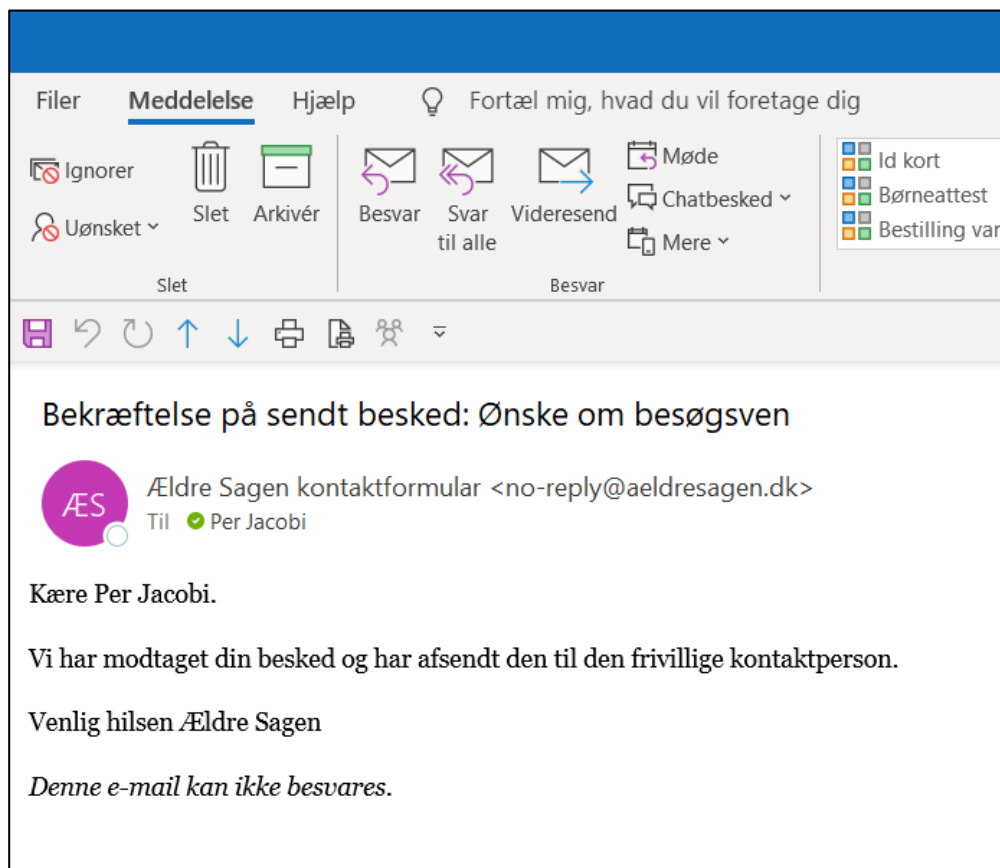 Filer Meddelelse Hjælp Fortæl mig, hvad du vil foretage dig
Ignorer
Uønsket
Slet
Arkivér
Slet
Besvar
Svar til alle
Videresend
Møde
Chatbesked
Mere
Besvar
Id kort
Børneattest
Bestilling var
Bekræftelse på sendt besked: Ønske om besøgsven
ÆS
Ældre Sagen kontaktformular <no-reply@aeldresagen.dk>
Til Per Jacobi
Kære Per Jacobi.
Vi har modtaget din besked og har afsendt den til den frivillige kontaktperson.
Venlig hilsen Ældre Sagen
Denne e-mail kan ikke besvares.